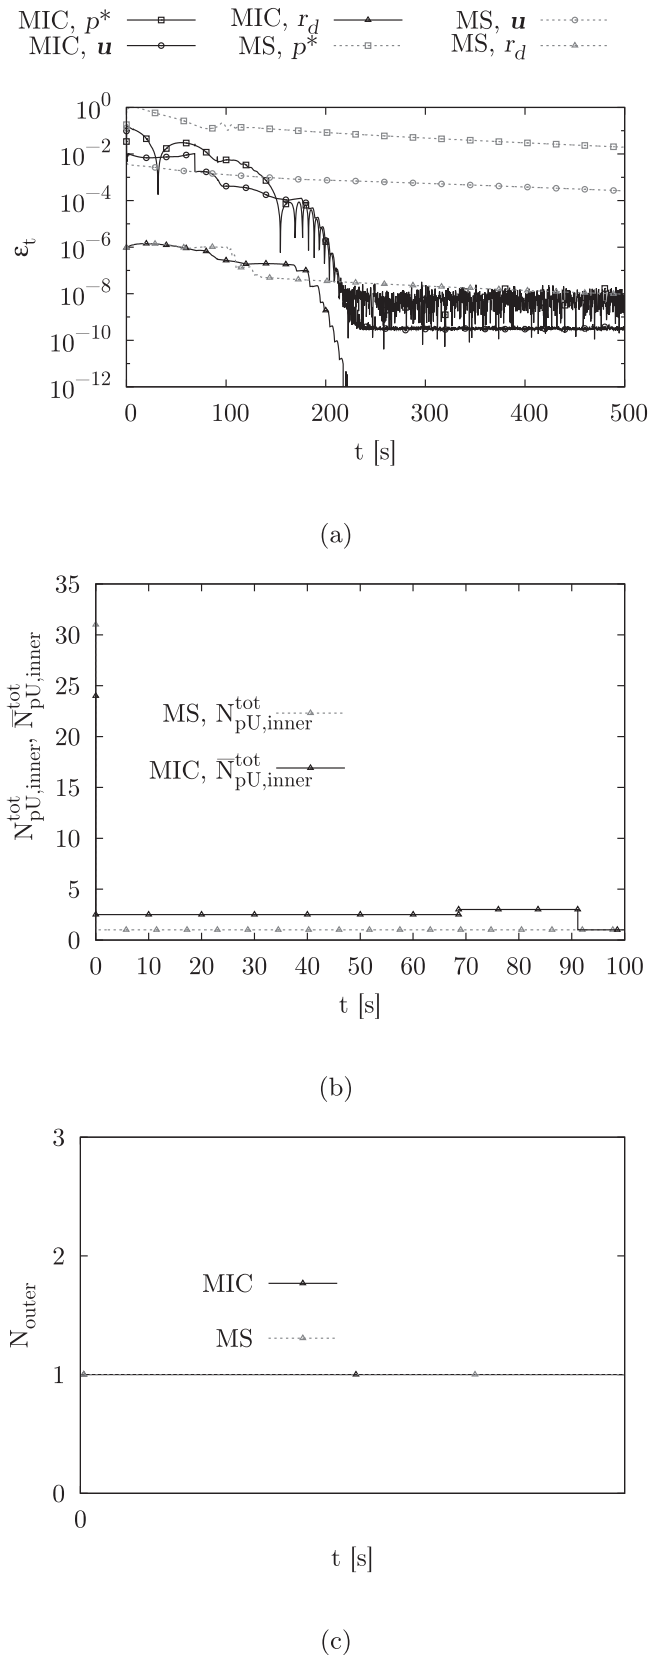 MIC, p* MIC, r_d MS, u
MIC, u MS, p* MS, r_d
10^0
10^−2
10^−4
10^−6
10^−8
10^−10
10^−12
ε_t
0 100 200 300 400 500
t [s]
(a)
35
30
25
20
15
10
5
0
N^tot_pU,inner, N̅^tot_pU,inner
MS, N^tot_pU,inner
MIC, N̅^tot_pU,inner
0 10 20 30 40 50 60 70 80 90 100
t [s]
(b)
3
2
1
0
N_outer
MIC
MS
0
t [s]
(c)